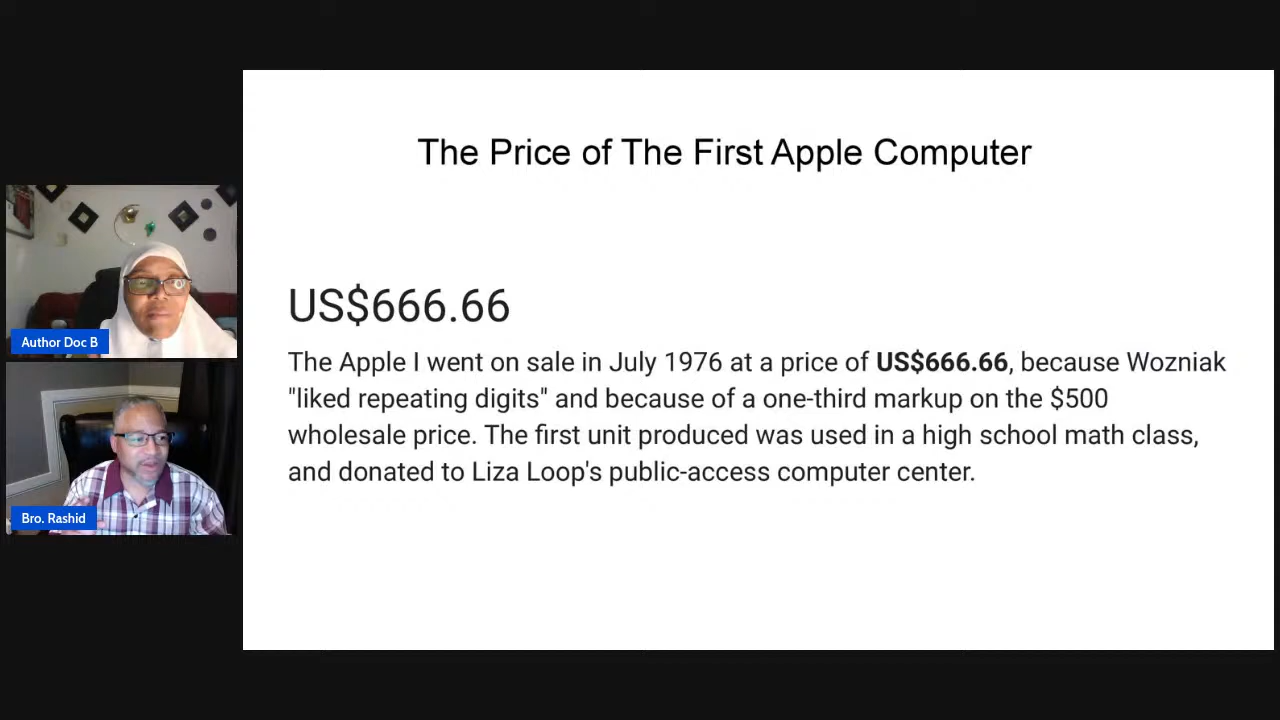 The Price of The First Apple Computer
US$666.66
The Apple I went on sale in July 1976 at a price of US$666.66, because Wozniak
"liked repeating digits" and because of a one-third markup on the $500
wholesale price. The first unit produced was used in a high school math class,
and donated to Liza Loop's public-access computer center.
Author Doc B
Bro. Rashid